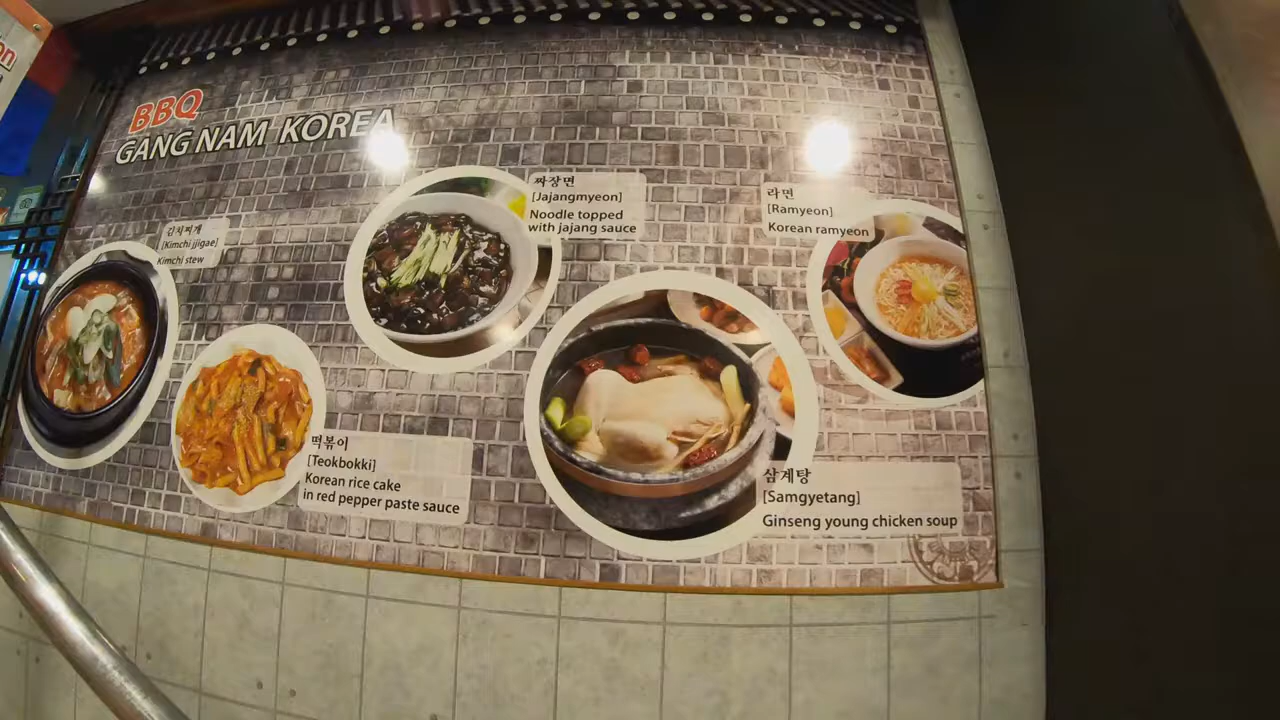 on
BBQ
GANG NAM KOREA
김치찌개
[Kimchi jjigae]
Kimchi stew
떡볶이
[Teokbokki]
Korean rice cake
in red pepper paste sauce
짜장면
[Jajangmyeon]
Noodle topped
with jajang sauce
삼계탕
[Samgyetang]
Ginseng young chicken soup
라면
[Ramyeon]
Korean ramyeon